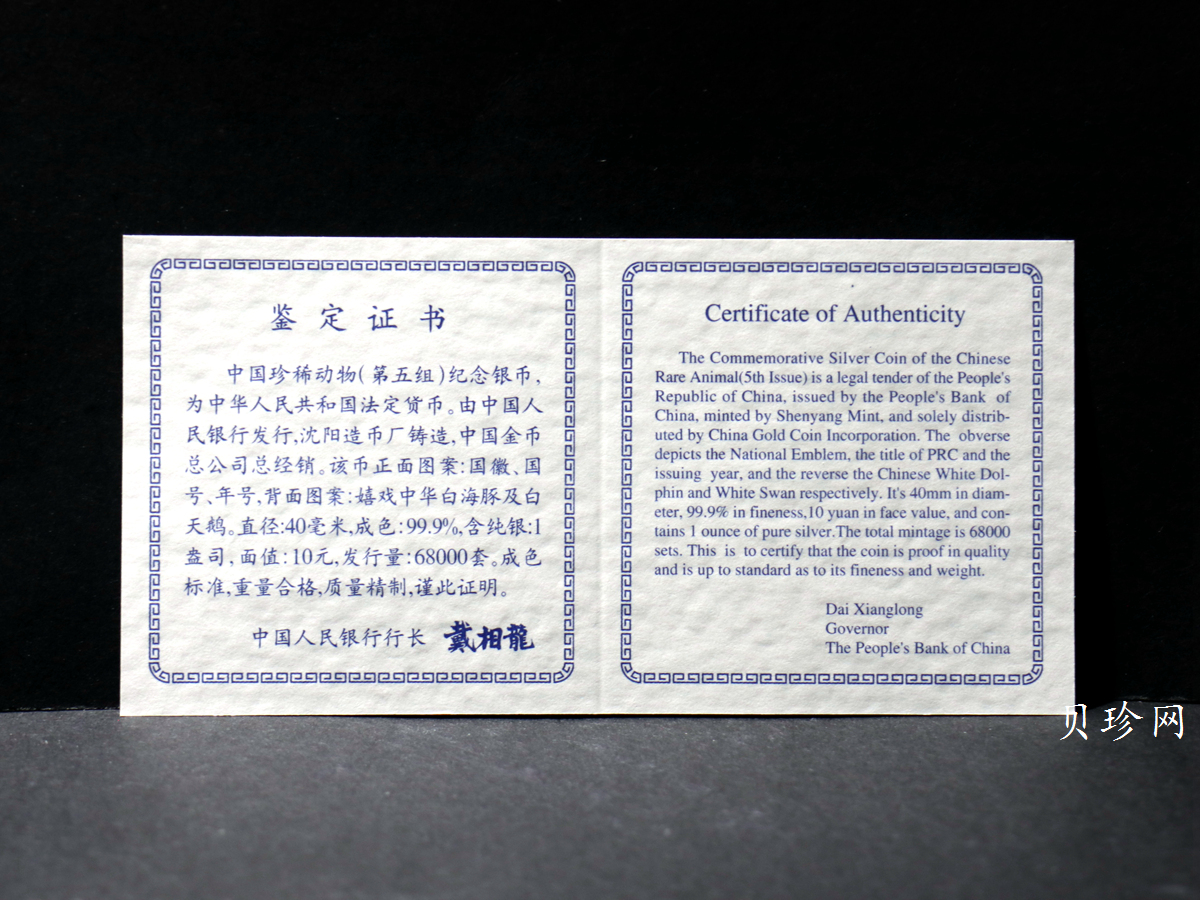 鉴定证书
中国珍稀动物(第五组)纪念银币,
为中华人民共和国法定货币。由中国人
民银行发行,沈阳造币厂铸造,中国金币
总公司总经销。该币正面图案:国徽、国
号、年号,背面图案:嬉戏中华白海豚及白
天鹅。直径:40毫米,成色:99.9%,含纯银:1
盎司,面值:10元,发行量:68000套。成色
标准,重量合格,质量精制,谨此证明。
中国人民银行行长 戴相龍
Certificate of Authenticity
The Commemorative Silver Coin of the Chinese
Rare Animal(5th Issue) is a legal tender of the People's
Republic of China, issued by the People's Bank of
China, minted by Shenyang Mint, and solely distrib-
uted by China Gold Coin Incorporation. The obverse
depicts the National Emblem, the title of PRC and the
issuing year, and the reverse the Chinese White Dol-
phin and White Swan respectively. It's 40mm in diam-
eter, 99.9% in fineness,10 yuan in face value, and con-
tains 1 ounce of pure silver.The total mintage is 68000
sets. This is to certify that the coin is proof in quality
and is up to standard as to its fineness and weight.
Dai Xianglong
Governor
The People's Bank of China
贝珍网